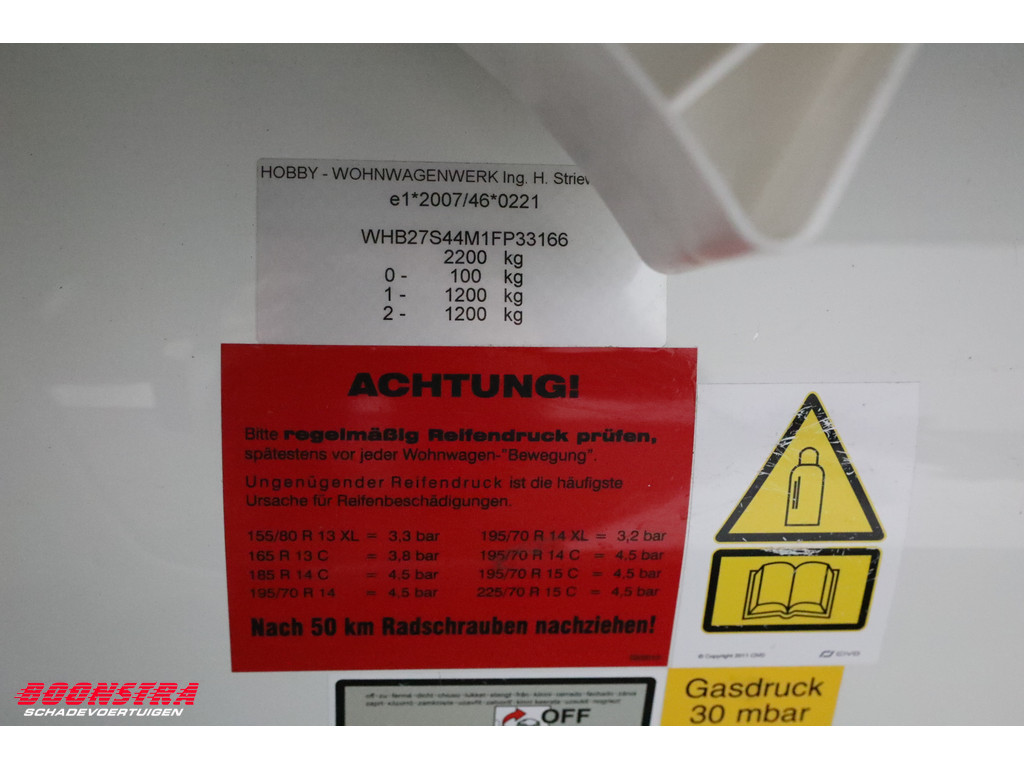 HOBBY - WOHNWAGENWERK Ing. H.
e1*2007/46*0221
WHB27S44M1FP33166
2200 kg
0 - 100 kg
1 - 1200 kg
2 - 1200 kg
ACHTUNG!
Bitte regelmäßig Reifendruck prüfen,
spätestens vor jeder Wohnwagen-"Bewegung".
Ungenügender Reifendruck ist die häufigste
Ursache für Reifenbeschädigungen.
155/80 R 13 XL = 3,3 bar 195/70 R 14 XL = 3,2 bar
165 R 13 C = 3,8 bar 195/70 R 14 C = 4,5 bar
185 R 14 C = 4,5 bar 195/70 R 15 C = 4,5 bar
195/70 R 14 = 4,5 bar 225/70 R 15 C = 4,5 bar
Nach 50 km Radschrauben nachziehen!
© Copyright 2011
Gasdruck
30 mbar
OFF
BOONSTRA
SCHADEVOERTUIGEN